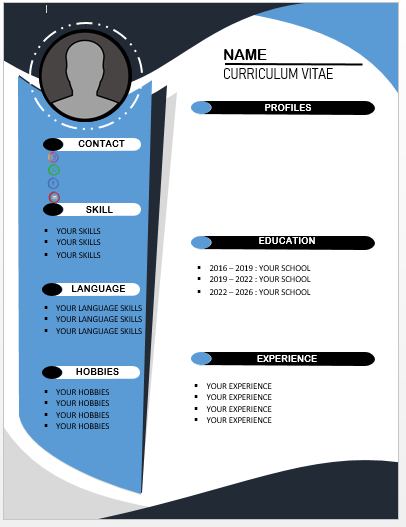 NAME
CURRICULUM VITAE
CONTACT
SKILL
YOUR SKILLS
YOUR SKILLS
YOUR SKILLS
LANGUAGE
YOUR LANGUAGE SKILLS
YOUR LANGUAGE SKILLS
YOUR LANGUAGE SKILLS
HOBBIES
YOUR HOBBIES
YOUR HOBBIES
YOUR HOBBIES
YOUR HOBBIES
PROFILES
EDUCATION
2016 – 2019 : YOUR SCHOOL
2019 – 2022 : YOUR SCHOOL
2022 – 2026 : YOUR SCHOOL
EXPERIENCE
YOUR EXPERIENCE
YOUR EXPERIENCE
YOUR EXPERIENCE
YOUR EXPERIENCE